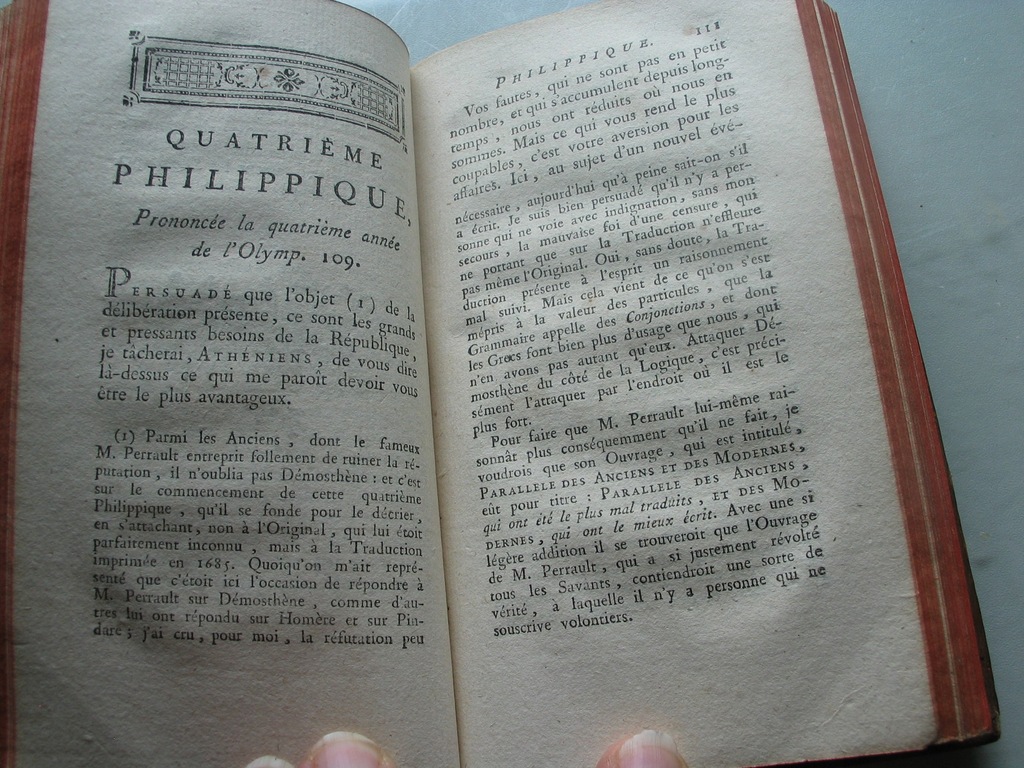 QUATRIÈME
PHILIPPIQUE,
Prononcée la quatrième année
de l'Olymp. 109.
PERSUADÉ que l'objet (1) de la
délibération présente, ce sont les grands
et pressants besoins de la République,
je tâcherai, ATHÉNIENS, de vous dire
là-dessus ce qui me paroît devoir vous
être le plus avantageux.
(1) Parmi les Anciens, dont le fameux
M. Perrault entreprit follement de ruiner la ré-
putation, il n'oublia pas Démosthène: et c'est
sur le commencement de cette quatrième
Philippique, qu'il se fonde pour le décrier,
en s'attachant, non à l'Original, qui lui étoit
parfaitement inconnu, mais à la Traduction
imprimée en 1685. Quoiqu'on m'ait repré-
senté que c'étoit ici l'occasion de répondre à
M. Perrault sur Démosthène, comme d'au-
tres lui ont répondu sur Homère et sur Pin-
dare; j'ai cru, pour moi, la réfutation peu
PHILIPPIQUE. 111
Vos fautes, qui ne sont pas en petit
nombre, et qui s'accumulent depuis long-
temps, nous ont réduits où nous en
sommes. Mais ce qui vous rend le plus
coupables, c'est votre aversion pour les
affaires. Ici, au sujet d'un nouvel évé-
nécessaire, aujourd'hui qu'à peine sait-on s'il
a écrit. Je suis bien persuadé qu'il n'y a per-
sonne qui ne voie avec indignation, sans mon
secours, la mauvaise foi d'une censure, qui
ne portant que sur la Traduction n'effleure
pas même l'Original. Oui, sans doute, la Tra-
duction présente à l'esprit un raisonnement
mal suivi. Mais cela vient de ce qu'on s'est
mépris à la valeur des particules, que la
Grammaire appelle des Conjonctions, et dont
les Grecs font bien plus d'usage que nous, qui
n'en avons pas autant qu'eux. Attaquer Dé-
mosthène du côté de la Logique, c'est préci-
sément l'attaquer par l'endroit où il est le
plus fort.
Pour faire que M. Perrault lui-même rai-
sonnât plus conséquemment qu'il ne fait, je
voudrois que son Ouvrage, qui est intitulé,
PARALLELE DES ANCIENS ET DES MODERNES,
eût pour titre: PARALLELE DES ANCIENS,
qui ont été le plus mal traduits, ET DES MO-
DERNES, qui ont le mieux écrit. Avec une si
légère addition il se trouveroit que l'Ouvrage
de M. Perrault, qui a si justement révolté
tous les Savants, contiendroit une sorte de
vérité, à laquelle il n'y a personne qui ne
souscrive volontiers.